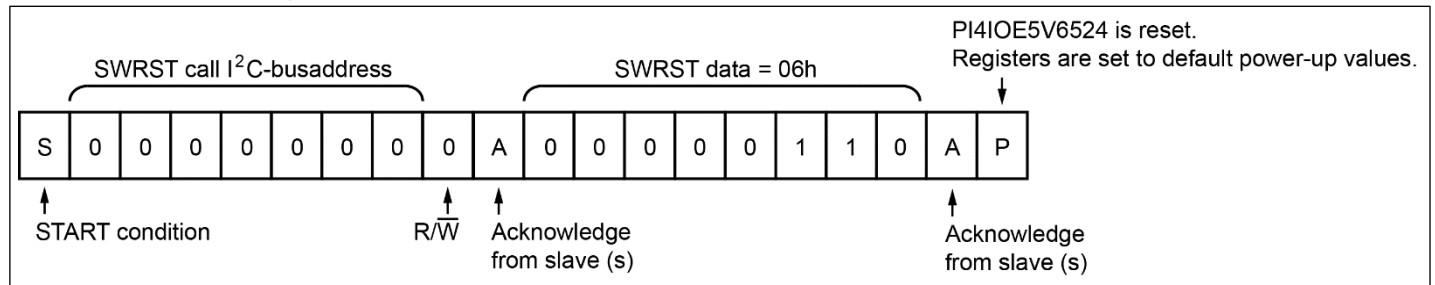 PI4IOE5V6524 is reset.
Registers are set to default power-up values.
SWRST call I²C-busaddress
SWRST data = 06h
S 0 0 0 0 0 0 0 0 A 0 0 0 0 0 1 1 0 A P
START condition
R/W̅
Acknowledge
from slave (s)
Acknowledge
from slave (s)